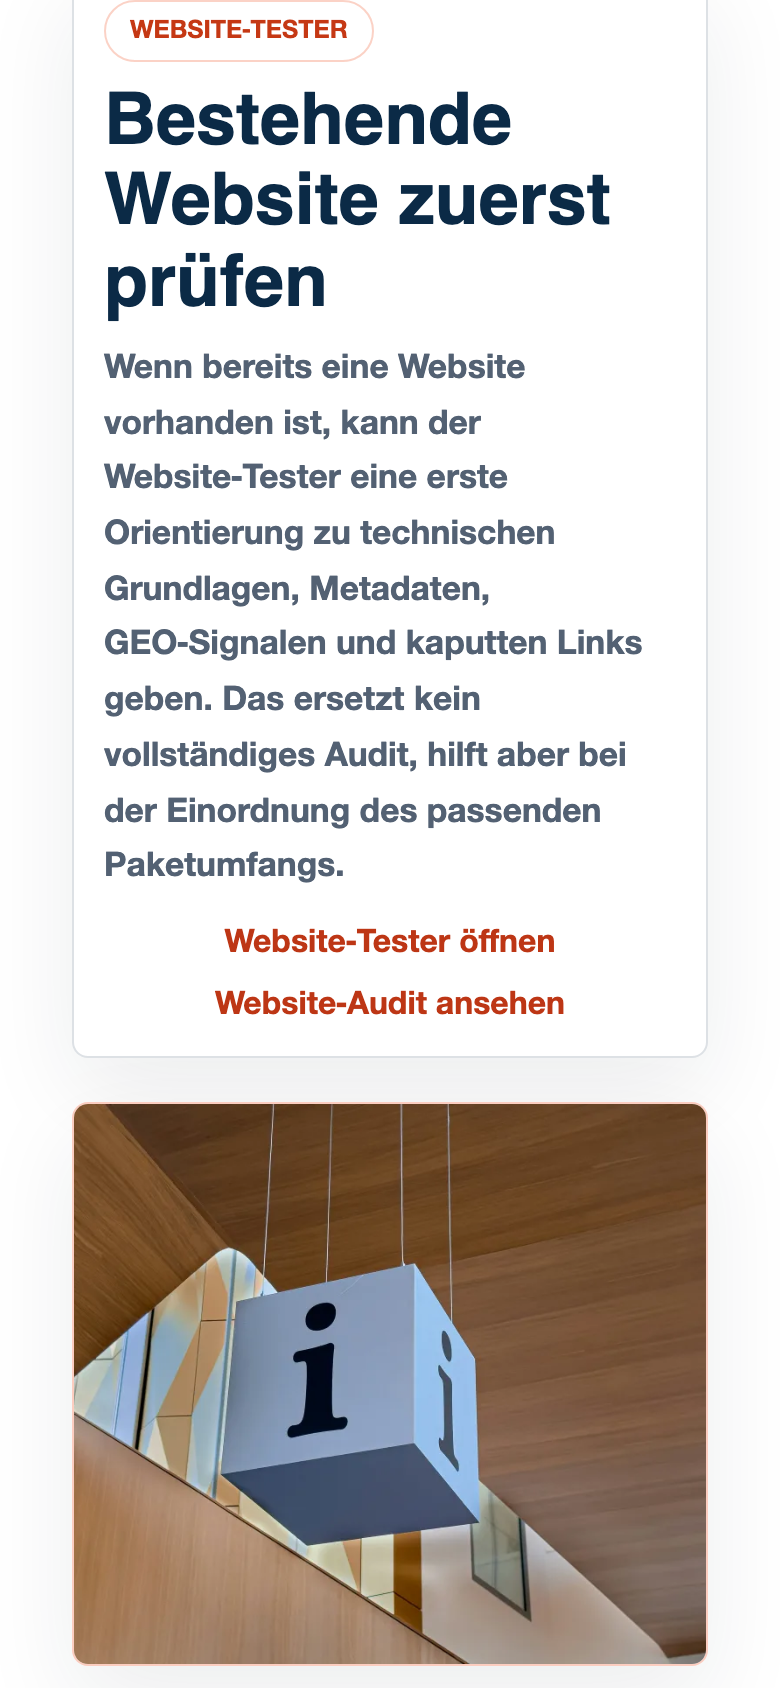 WEBSITE-TESTER
Bestehende
Website zuerst
prüfen
Wenn bereits eine Website
vorhanden ist, kann der
Website-Tester eine erste
Orientierung zu technischen
Grundlagen, Metadaten,
GEO-Signalen und kaputten Links
geben. Das ersetzt kein
vollständiges Audit, hilft aber bei
der Einordnung des passenden
Paketumfangs.
Website-Tester öffnen
Website-Audit ansehen
i
i